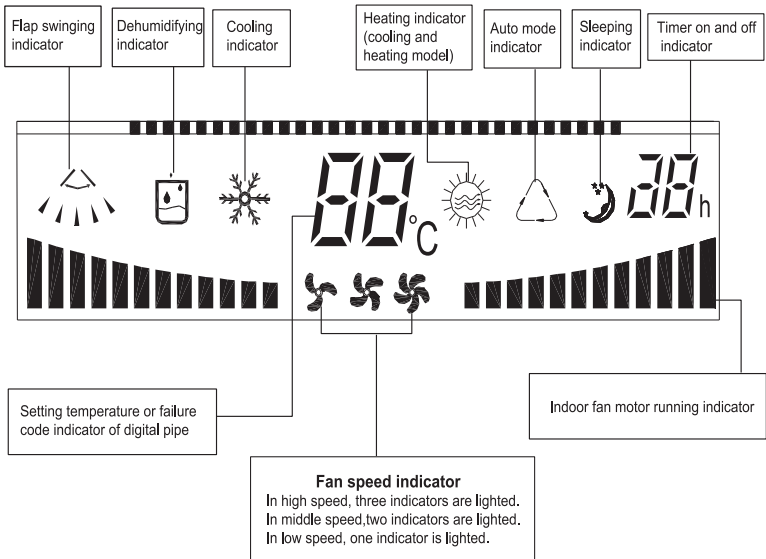 Flap swinging
indicator
Dehumidifying
indicator
Cooling
indicator
Heating indicator
(cooling and
heating model)
Auto mode
indicator
Sleeping
indicator
Timer on and off
indicator
88°C
38h
Setting temperature or failure
code indicator of digital pipe
Indoor fan motor running indicator
Fan speed indicator
In high speed, three indicators are lighted.
In middle speed,two indicators are lighted.
In low speed, one indicator is lighted.